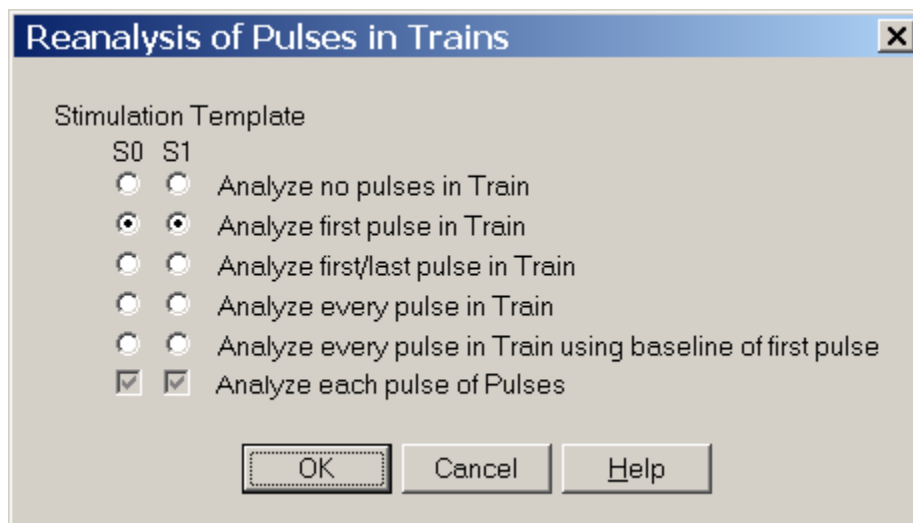 Reanalysis of Pulses in Trains
Stimulation Template
S0 S1
Analyze no pulses in Train
Analyze first pulse in Train
Analyze first/last pulse in Train
Analyze every pulse in Train
Analyze every pulse in Train using baseline of first pulse
Analyze each pulse of Pulses
OK Cancel Help